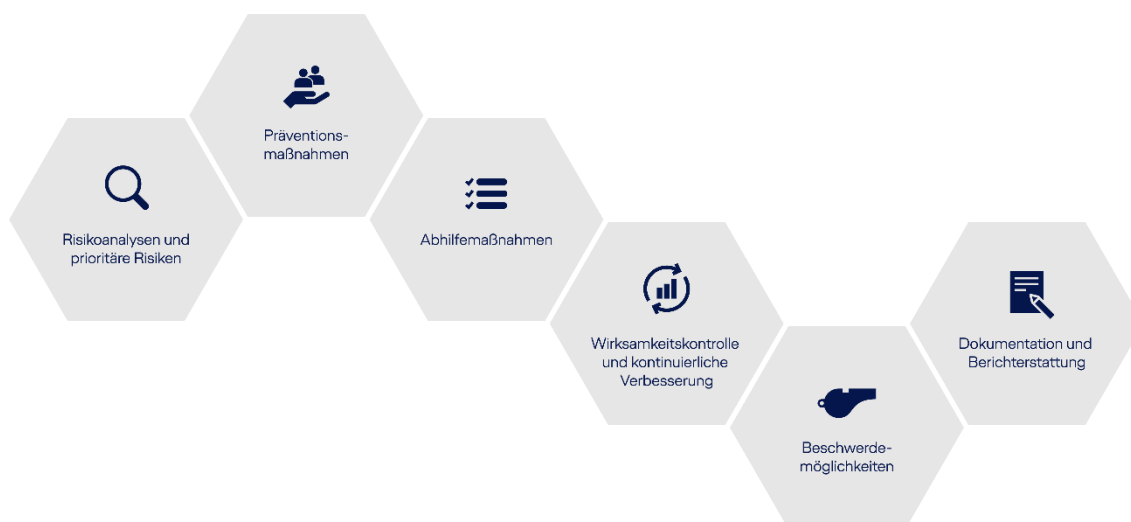 Risikoanalysen und
prioritäre Risiken
Präventions-
maßnahmen
Abhilfemaßnahmen
Wirksamkeitskontrolle
und kontinuierliche
Verbesserung
Beschwerde-
möglichkeiten
Dokumentation und
Berichterstattung